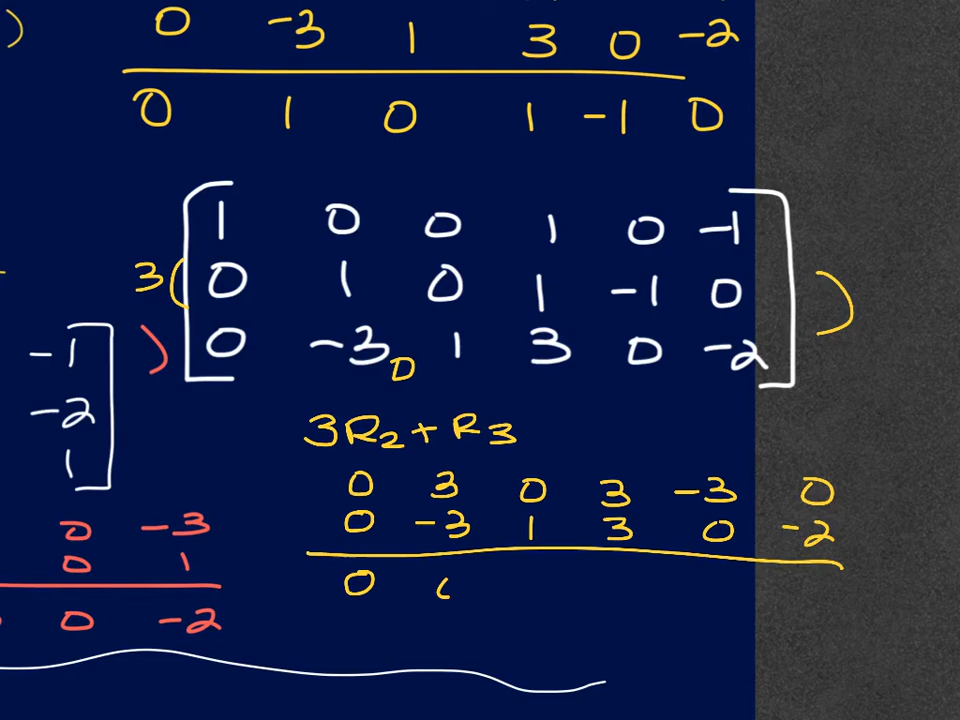 ) 0 -3 1 3 0 -2
0 1 0 1 -1 0
1 0 0 1 0 -1
3( 0 1 0 1 -1 0 )
) 0 -3 0 1 3 0 -2
-1
-2
1
3R2 + R3
0 3 0 3 -3 0
0 -3 1 3 0 -2
0
0 -3
0 1
0 -2